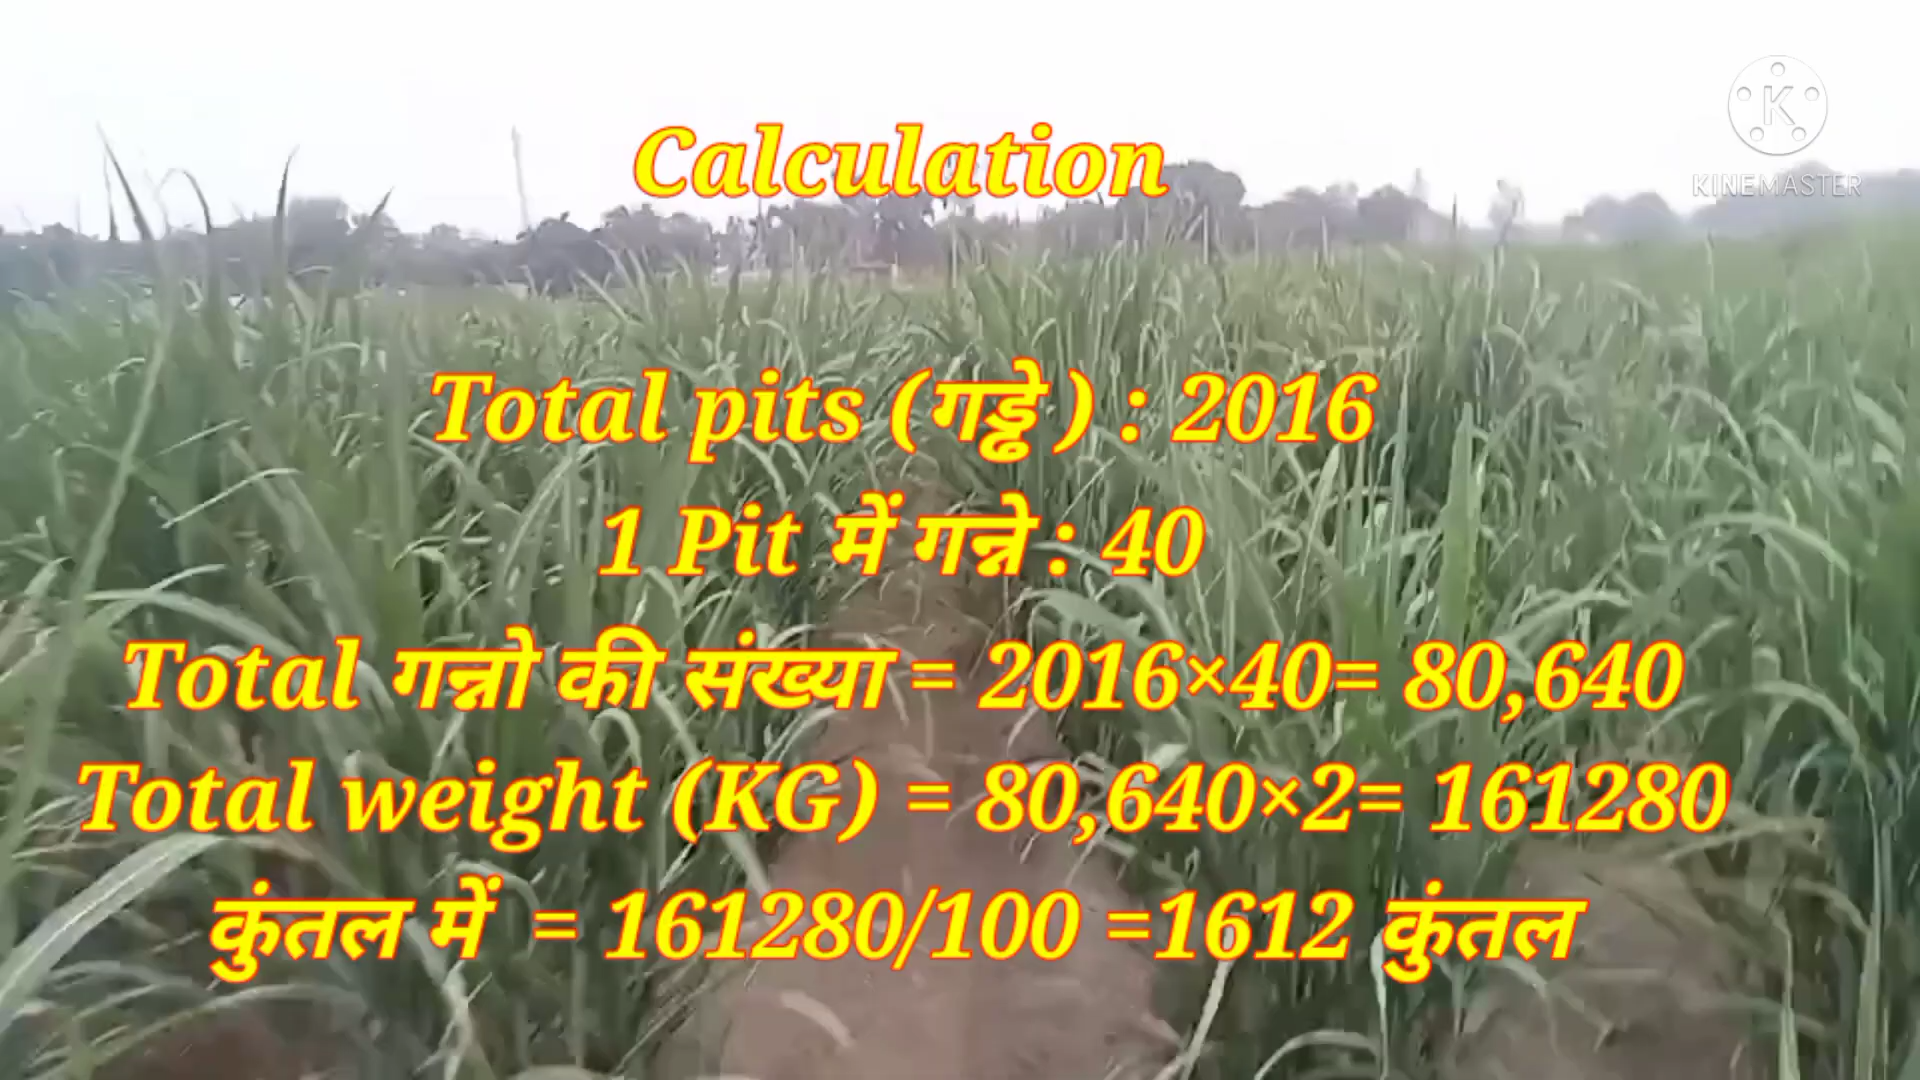 K
KINEMASTER
Calculation
Total pits (गड्ढे ) : 2016
1 Pit में गन्ने : 40
Total गन्नो की संख्या = 2016×40= 80,640
Total weight (KG) = 80,640×2= 161280
कुंतल में = 161280/100 =1612 कुंतल